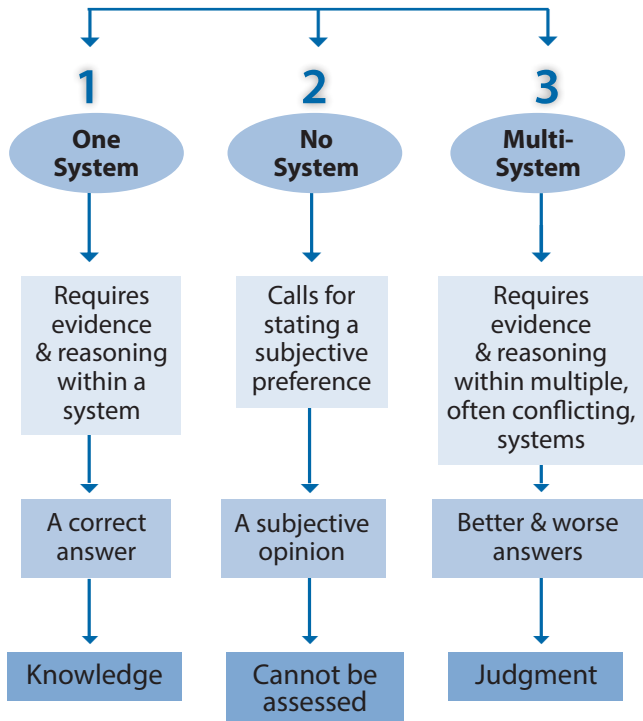 1
One
System
Requires
evidence
& reasoning
within a
system
A correct
answer
Knowledge
2
No
System
Calls for
stating a
subjective
preference
A subjective
opinion
Cannot be
assessed
3
Multi-
System
Requires
evidence
& reasoning
within multiple,
often conflicting,
systems
Better & worse
answers
Judgment